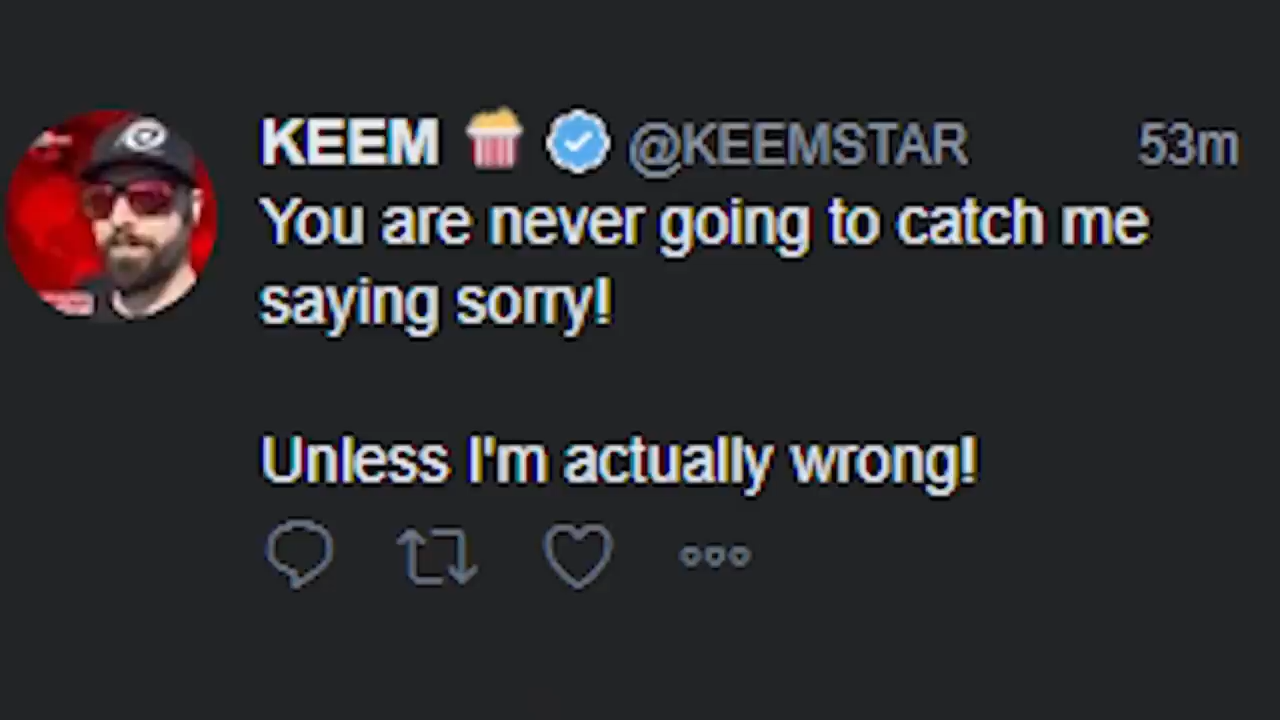 KEEM 🍿 @KEEMSTAR 53m
You are never going to catch me
saying sorry!
Unless I'm actually wrong!